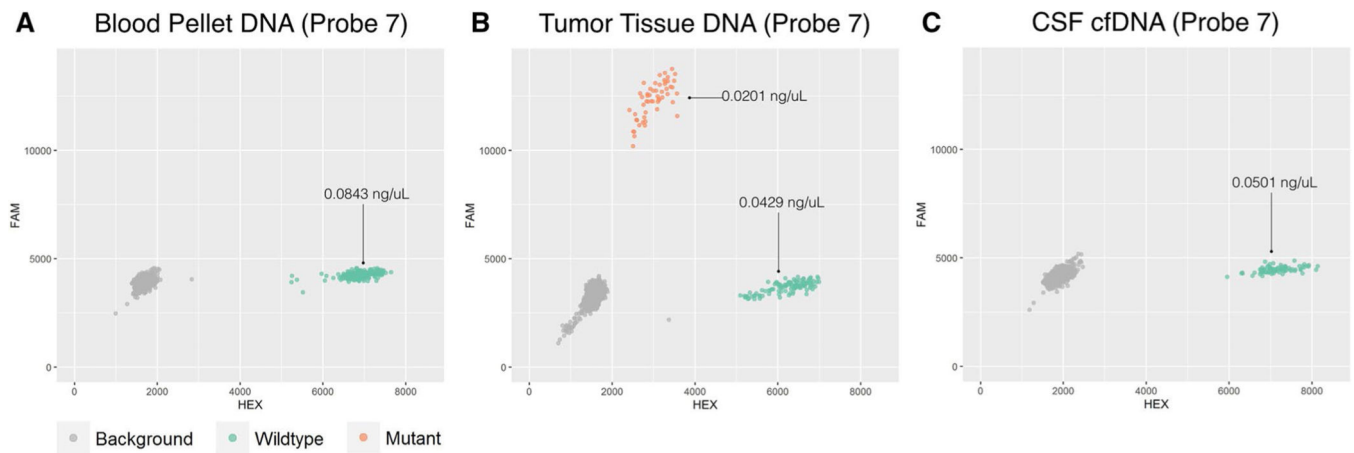 A Blood Pellet DNA (Probe 7)
B Tumor Tissue DNA (Probe 7)
C CSF cfDNA (Probe 7)
0.0843 ng/uL
10000
5000
0
FAM
0 2000 4000 6000 8000
HEX
0.0201 ng/uL
0.0429 ng/uL
10000
5000
0
FAM
0 2000 4000 6000 8000
HEX
0.0501 ng/uL
10000
5000
0
FAM
0 2000 4000 6000 8000
HEX
Background Wildtype Mutant